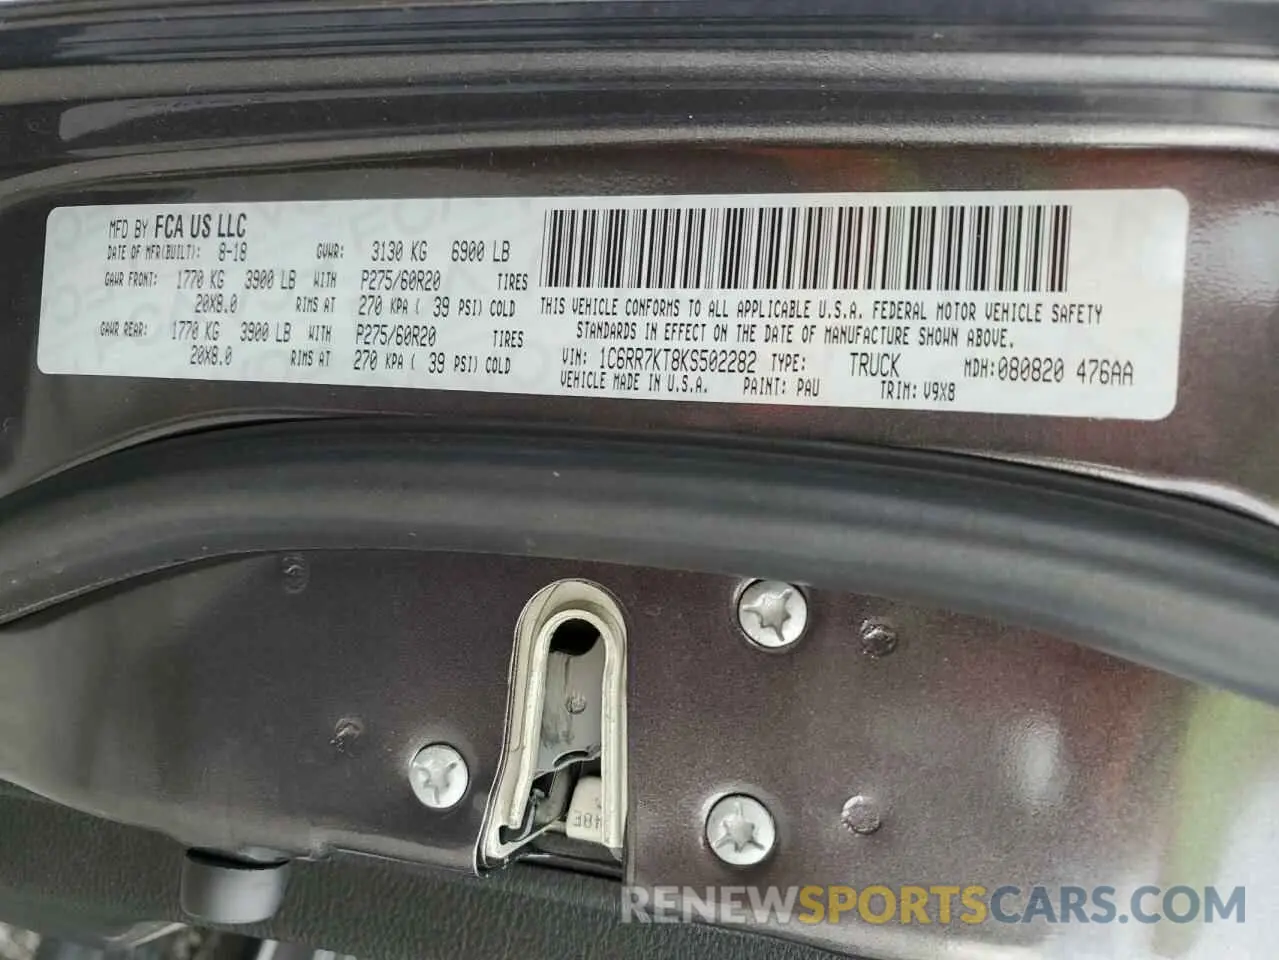 MFD BY FCA US LLC
DATE OF MFR(BUILT): 8-18 GVWR: 3130 KG 6900 LB
GAWR FRONT: 1770 KG 3900 LB WITH P275/60R20 TIRES
20X8.0 RIMS AT 270 KPA ( 39 PSI) COLD
GAWR REAR: 1770 KG 3900 LB WITH P275/60R20 TIRES
20X8.0 RIMS AT 270 KPA ( 39 PSI) COLD
THIS VEHICLE CONFORMS TO ALL APPLICABLE U.S.A. FEDERAL MOTOR VEHICLE SAFETY
STANDARDS IN EFFECT ON THE DATE OF MANUFACTURE SHOWN ABOVE.
VIN: 1C6RR7KT8KS502282 TYPE: TRUCK MDH:080820 476AA
VEHICLE MADE IN U.S.A. PAINT: PAU TRIM: V9X8
RENEWSPORTSCARS.COM